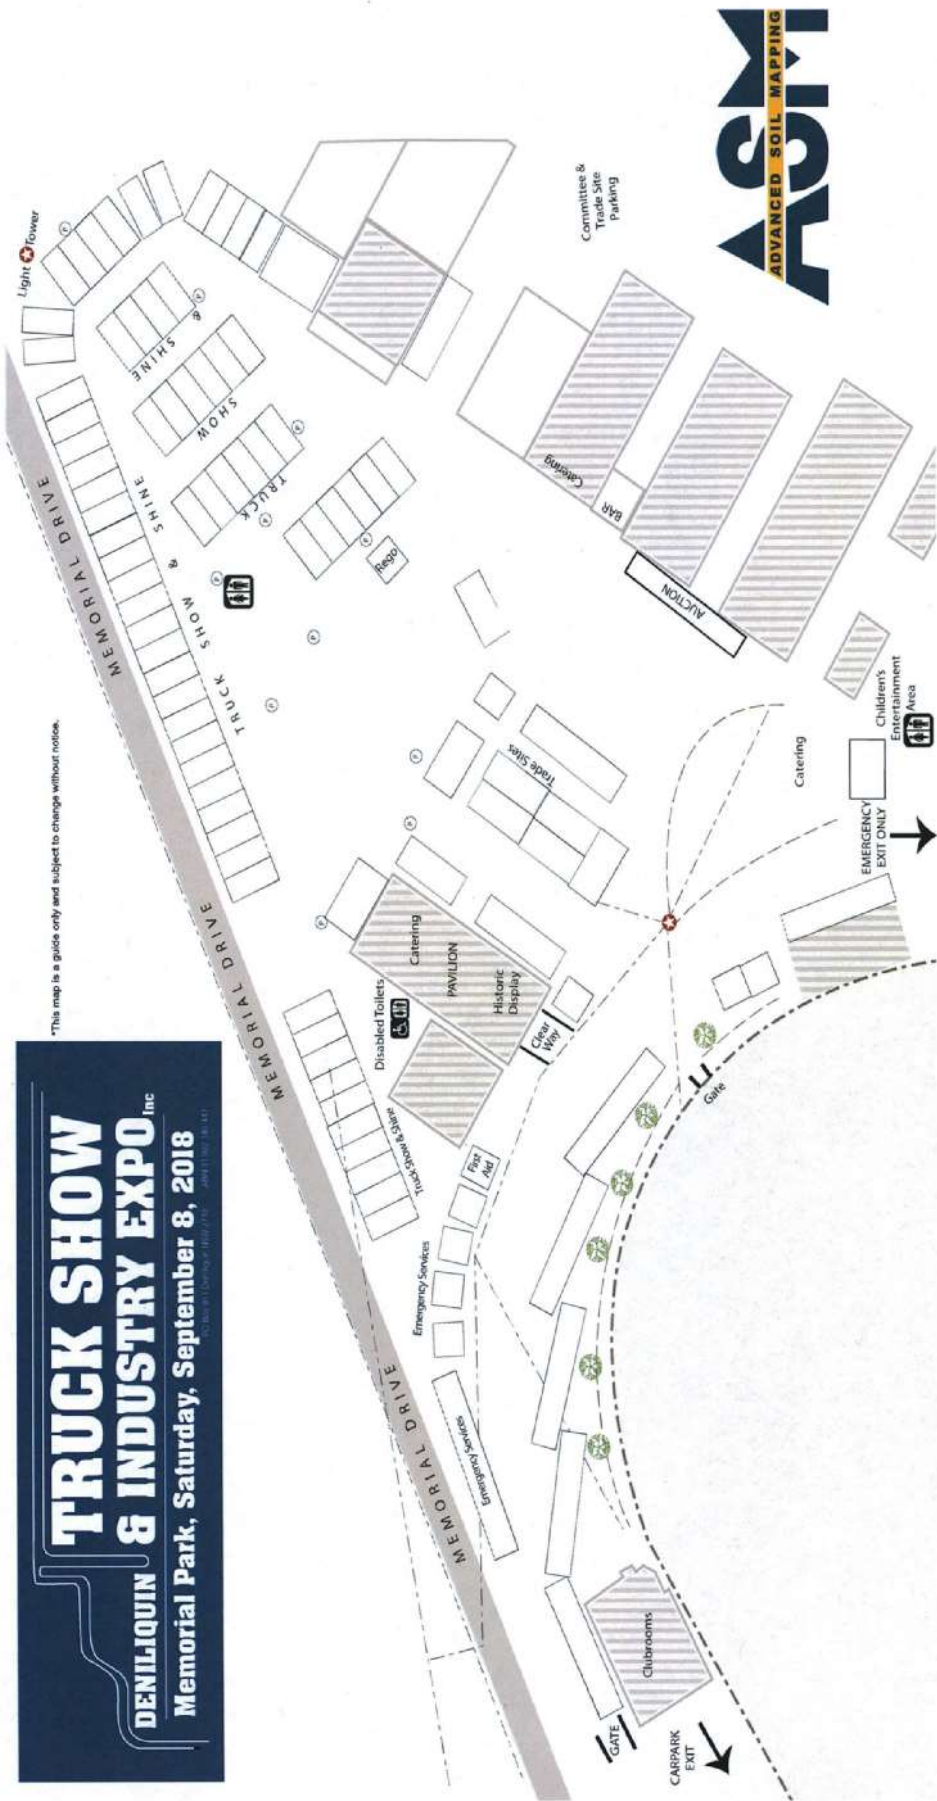 DENILIQUIN
TRUCK SHOW
& INDUSTRY EXPO Inc
Memorial Park, Saturday, September 8, 2018
*This map is a guide only and subject to change without notice.
MEMORIAL DRIVE
MEMORIAL DRIVE
MEMORIAL DRIVE
Light Tower
P
P
P
P
P
P
P
P
P
P
P
TRUCK SHOW & SHINE
TRUCK SHOW & SHINE
Truck Show & Shine
Rego
Disabled Toilets
Catering
PAVILION
Historic
Display
Clear
Way
Trade Sites
First
Aid
Emergency Services
Emergency Services
Gate
Clubrooms
GATE
CARPARK
EXIT
Committee &
Trade Site
Parking
Catering
BAR
AUCTION
Catering
Children's
Entertainment
Area
EMERGENCY
EXIT ONLY
ASM
ADVANCED SOIL MAPPING